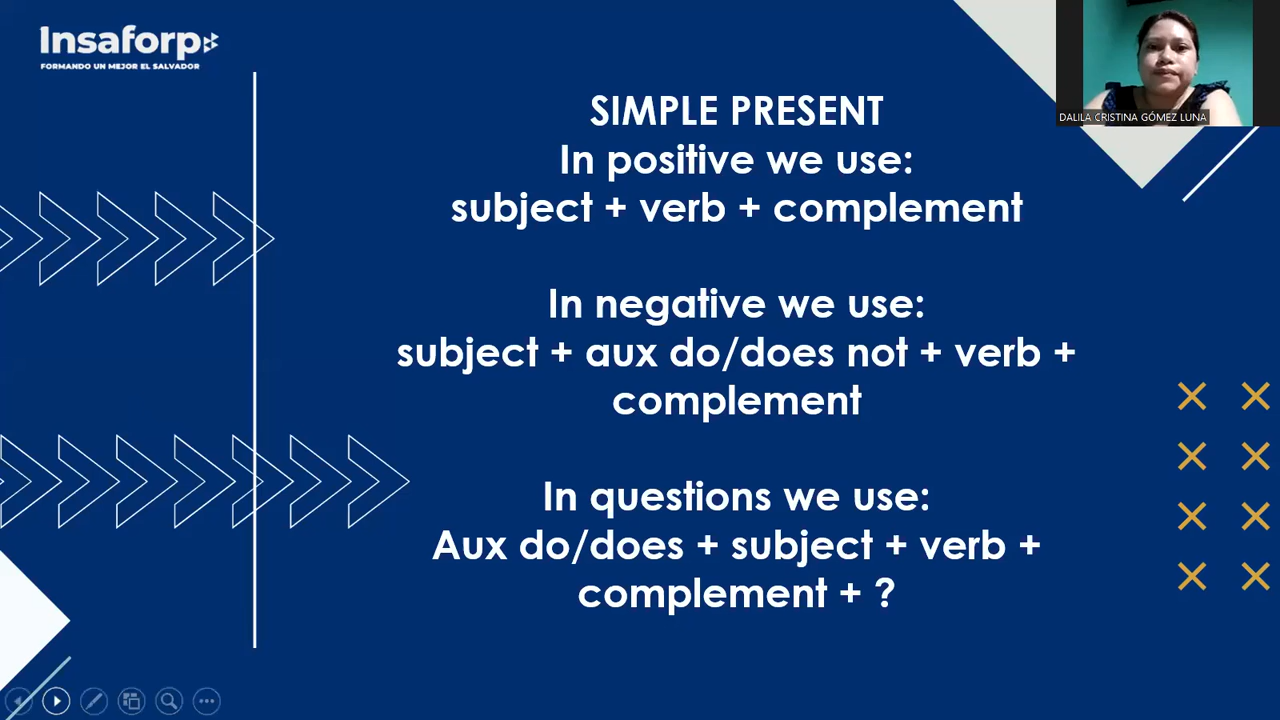 Insaforp
FORMANDO UN MEJOR EL SALVADOR
DALILA CRISTINA GÓMEZ LUNA
SIMPLE PRESENT
In positive we use:
subject + verb + complement
In negative we use:
subject + aux do/does not + verb +
complement
In questions we use:
Aux do/does + subject + verb +
complement + ?